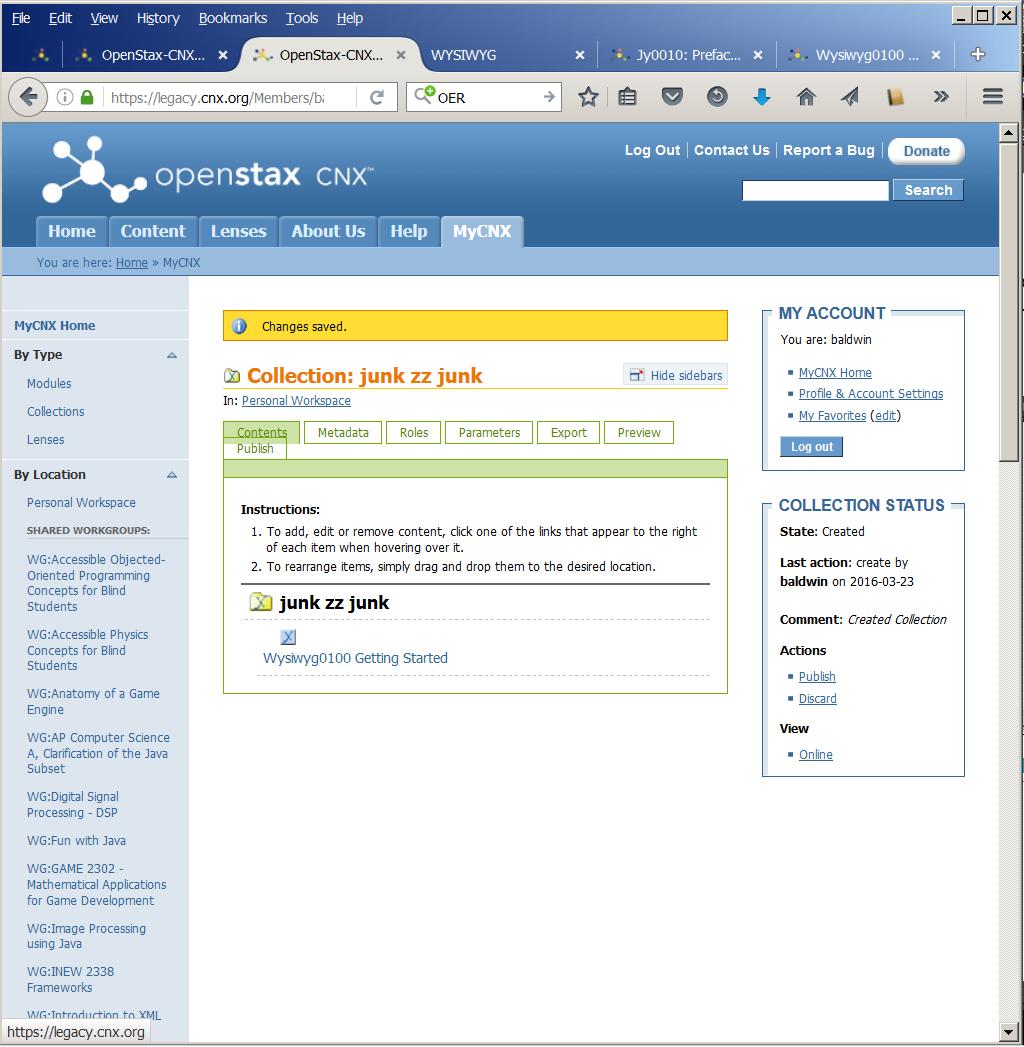 File Edit View History Bookmarks Tools Help
OpenStax-CNX... × OpenStax-CNX... × WYSIWYG × Jy0010: Prefac... × Wysiwyg0100 ... ×
https://legacy.cnx.org/Members/ba
OER
Log Out Contact Us Report a Bug Donate
openstax CNX™
Search
Home Content Lenses About Us Help MyCNX
You are here: Home » MyCNX
MyCNX Home
By Type
Modules
Collections
Lenses
By Location
Personal Workspace
SHARED WORKGROUPS:
WG:Accessible Objected-
Oriented Programming
Concepts for Blind
Students
WG:Accessible Physics
Concepts for Blind
Students
WG:Anatomy of a Game
Engine
WG:AP Computer Science
A, Clarification of the Java
Subset
WG:Digital Signal
Processing - DSP
WG:Fun with Java
WG:GAME 2302 -
Mathematical Applications
for Game Development
WG:Image Processing
using Java
WG:INEW 2338
Frameworks
WG:Introduction to XML
https://legacy.cnx.org
Changes saved.
Collection: junk zz junk
Hide sidebars
In: Personal Workspace
Contents Metadata Roles Parameters Export Preview
Publish
Instructions:
1. To add, edit or remove content, click one of the links that appear to the right
of each item when hovering over it.
2. To rearrange items, simply drag and drop them to the desired location.
junk zz junk
Wysiwyg0100 Getting Started
MY ACCOUNT
You are: baldwin
MyCNX Home
Profile & Account Settings
My Favorites (edit)
Log out
COLLECTION STATUS
State: Created
Last action: create by
baldwin on 2016-03-23
Comment: Created Collection
Actions
Publish
Discard
View
Online